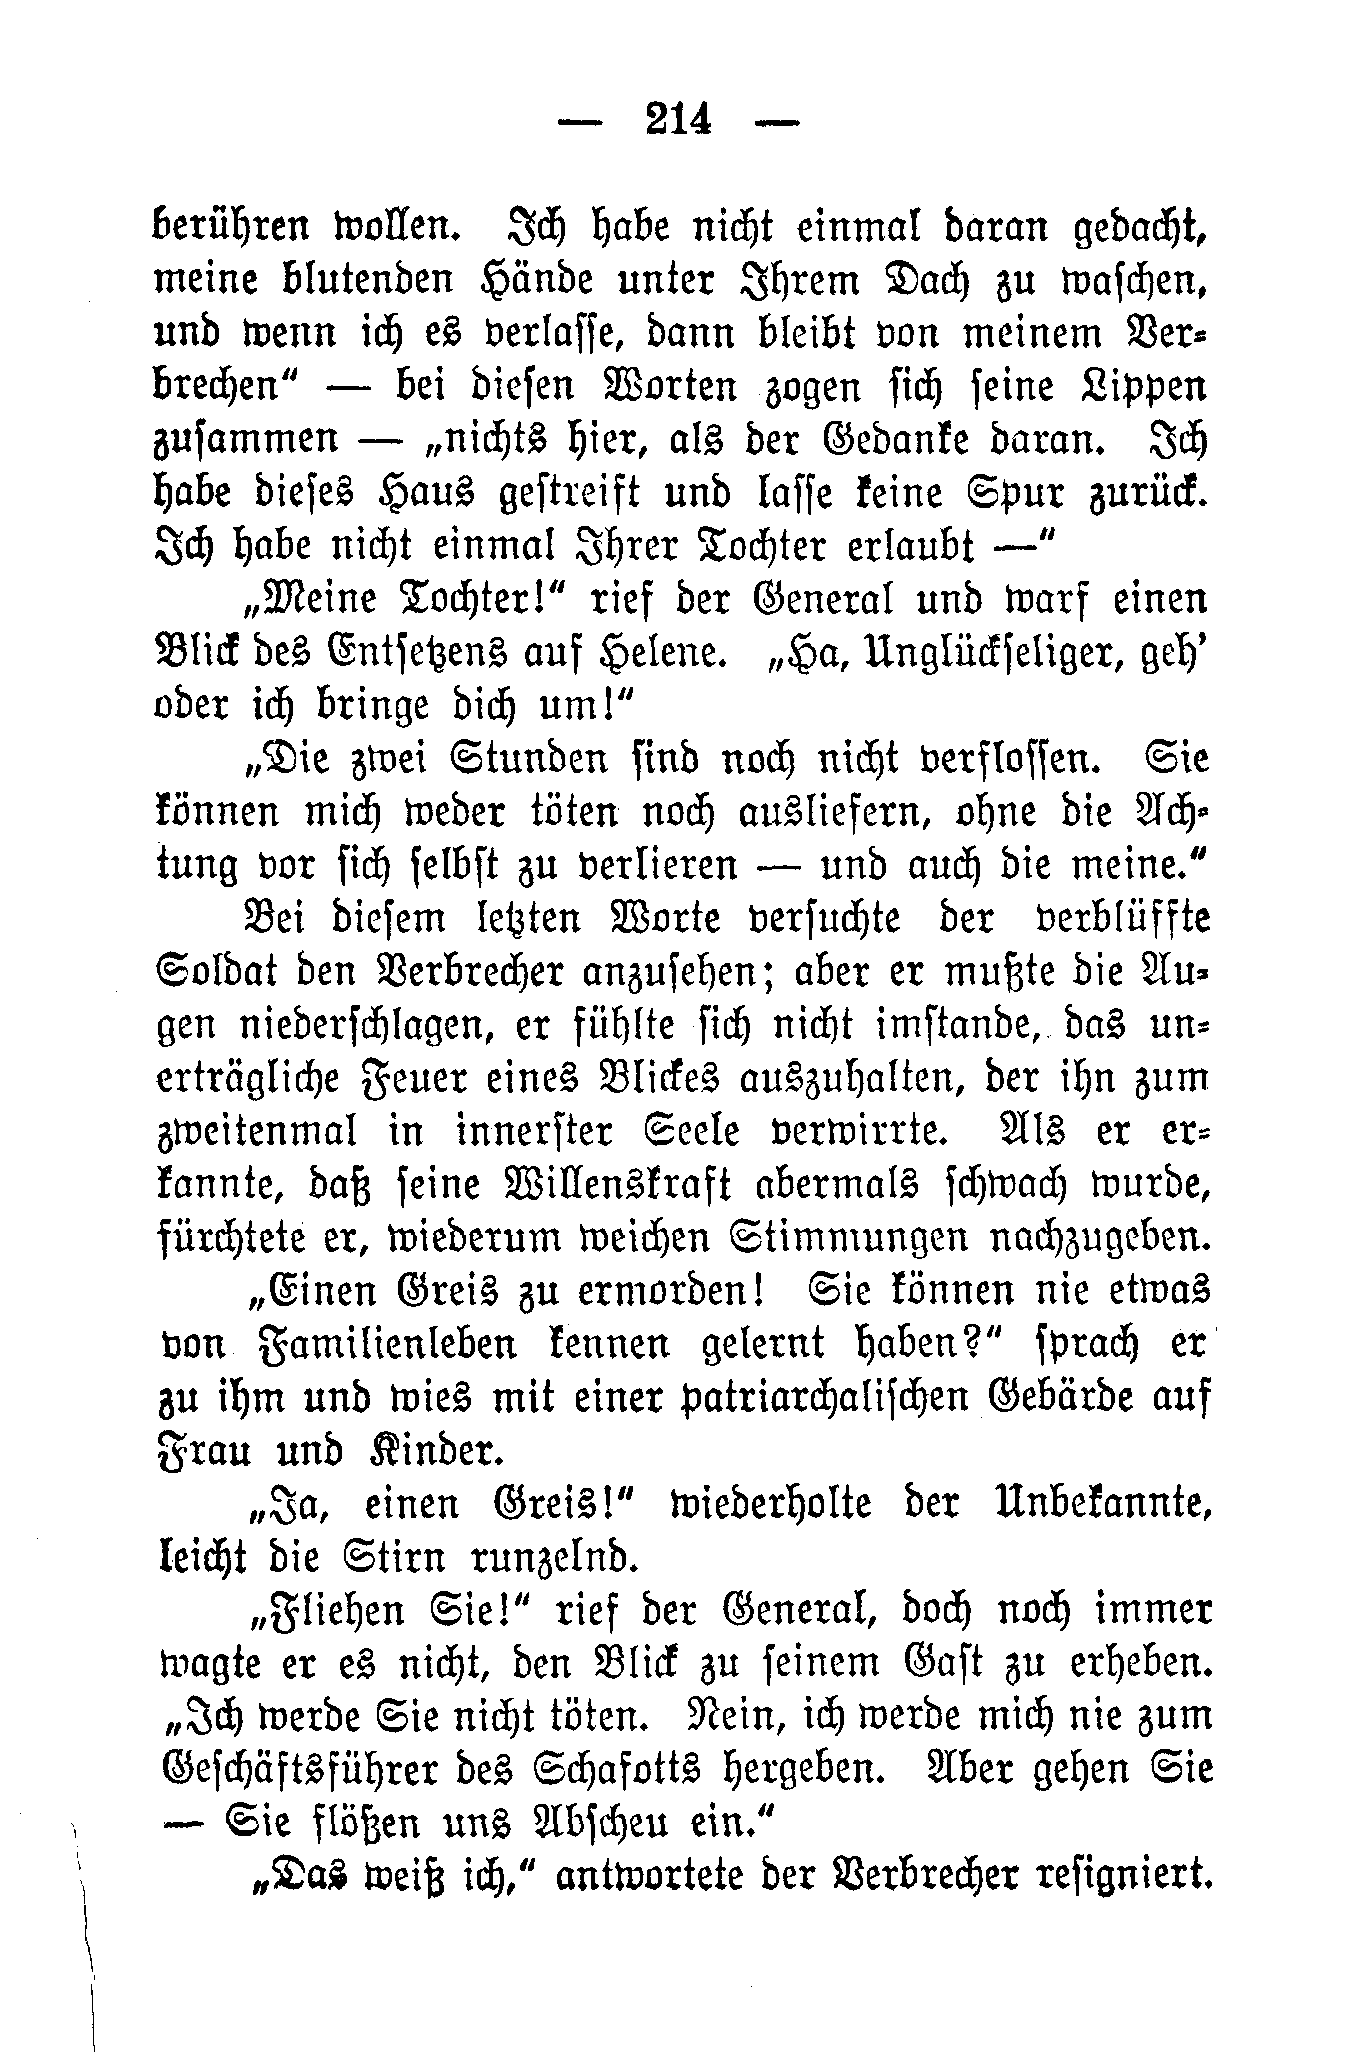 — 214 —
berühren wollen. Ich habe nicht einmal daran gedacht,
meine blutenden Hände unter Ihrem Dach zu waschen,
und wenn ich es verlasse, dann bleibt von meinem Ver-
brechen“ — bei diesen Worten zogen sich seine Lippen
zusammen — „nichts hier, als der Gedanke daran. Ich
habe dieses Haus gestreift und lasse keine Spur zurück.
Ich habe nicht einmal Ihrer Tochter erlaubt —“
„Meine Tochter!“ rief der General und warf einen
Blick des Entsetzens auf Helene. „Ha, Unglückseliger, geh’
oder ich bringe dich um!“
„Die zwei Stunden sind noch nicht verflossen. Sie
können mich weder töten noch ausliefern, ohne die Ach-
tung vor sich selbst zu verlieren — und auch die meine.“
Bei diesem letzten Worte versuchte der verblüffte
Soldat den Verbrecher anzusehen; aber er mußte die Au-
gen niederschlagen, er fühlte sich nicht imstande, das un-
erträgliche Feuer eines Blickes auszuhalten, der ihn zum
zweitenmal in innerster Seele verwirrte. Als er er-
kannte, daß seine Willenskraft abermals schwach wurde,
fürchtete er, wiederum weichen Stimmungen nachzugeben.
„Einen Greis zu ermorden! Sie können nie etwas
von Familienleben kennen gelernt haben?“ sprach er
zu ihm und wies mit einer patriarchalischen Gebärde auf
Frau und Kinder.
„Ja, einen Greis!“ wiederholte der Unbekannte,
leicht die Stirn runzelnd.
„Fliehen Sie!“ rief der General, doch noch immer
wagte er es nicht, den Blick zu seinem Gast zu erheben.
„Ich werde Sie nicht töten. Nein, ich werde mich nie zum
Geschäftsführer des Schafotts hergeben. Aber gehen Sie
— Sie flößen uns Abscheu ein.“
„Das weiß ich,“ antwortete der Verbrecher resigniert.